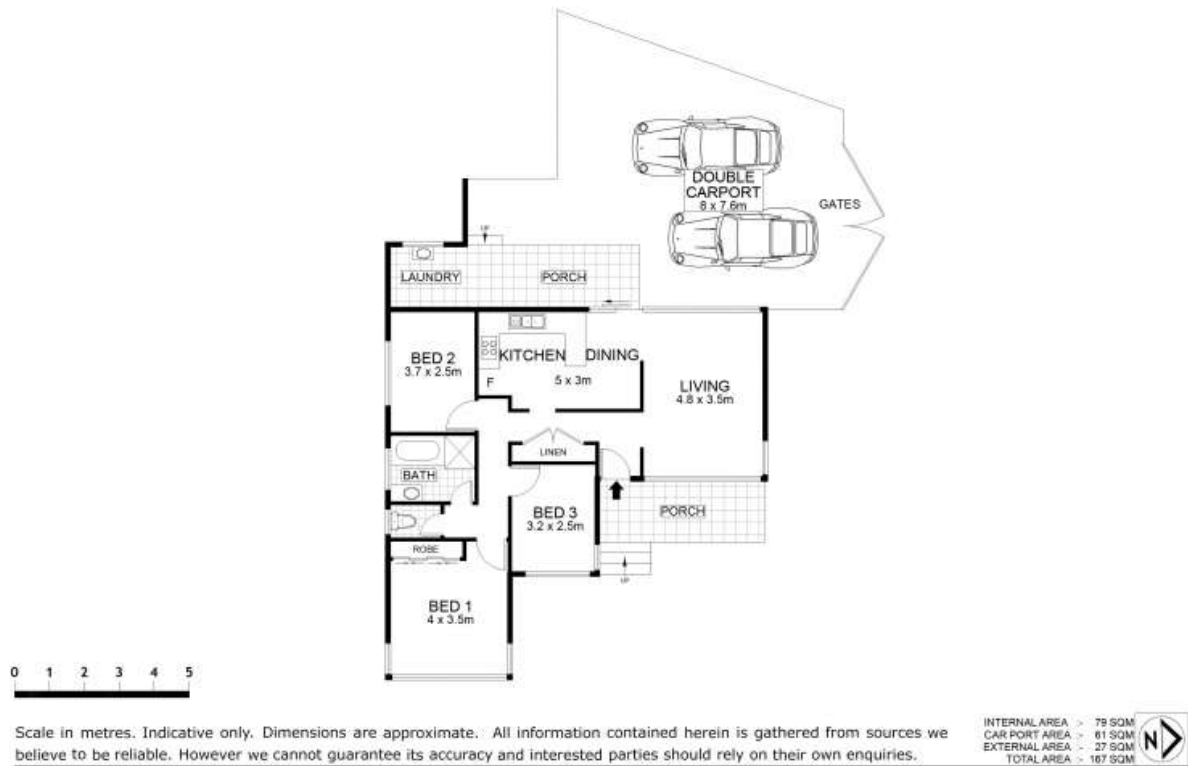 DOUBLE
CARPORT
8 x 7.6m
GATES
UP
LAUNDRY
PORCH
BED 2
3.7 x 2.5m
KITCHEN
DINING
F
5 x 3m
LIVING
4.8 x 3.5m
LINEN
BATH
BED 3
3.2 x 2.5m
PORCH
ROBE
UP
BED 1
4 x 3.5m
0 1 2 3 4 5
Scale in metres. Indicative only. Dimensions are approximate. All information contained herein is gathered from sources we
believe to be reliable. However we cannot guarantee its accuracy and interested parties should rely on their own enquiries.
INTERNAL AREA :- 79 SQM
CAR PORT AREA :- 61 SQM
EXTERNAL AREA :- 27 SQM
TOTAL AREA :- 167 SQM
N